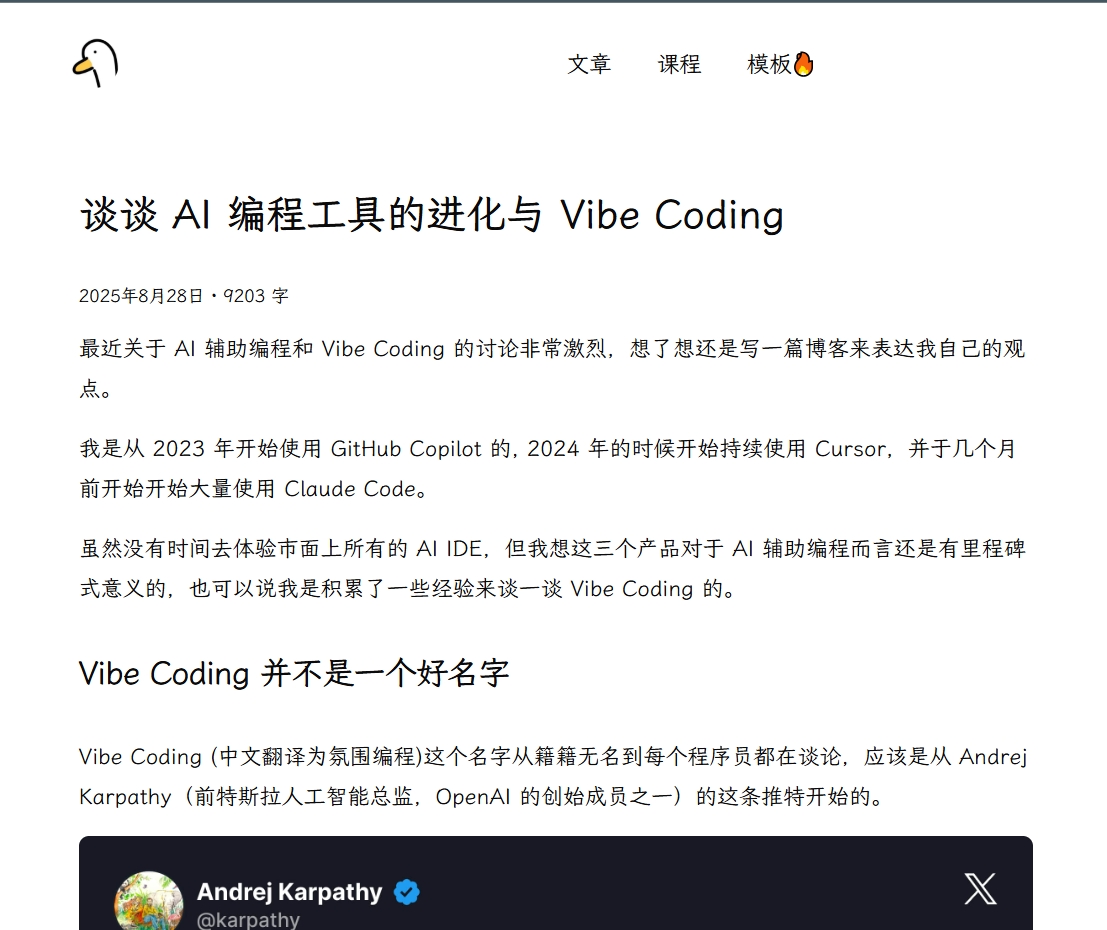 文章 课程 模板🔥
谈谈 AI 编程工具的进化与 Vibe Coding
2025年8月28日・9203 字
最近关于 AI 辅助编程和 Vibe Coding 的讨论非常激烈，想了想还是写一篇博客来表达我自己的观
点。
我是从 2023 年开始使用 GitHub Copilot 的, 2024 年的时候开始持续使用 Cursor，并于几个月
前开始开始大量使用 Claude Code。
虽然没有时间去体验市面上所有的 AI IDE，但我想这三个产品对于 AI 辅助编程而言还是有里程碑
式意义的，也可以说我是积累了一些经验来谈一谈 Vibe Coding 的。
Vibe Coding 并不是一个好名字
Vibe Coding (中文翻译为氛围编程)这个名字从籍籍无名到每个程序员都在谈论，应该是从 Andrej
Karpathy（前特斯拉人工智能总监，OpenAI 的创始成员之一）的这条推特开始的。
Andrej Karpathy
@karpathy